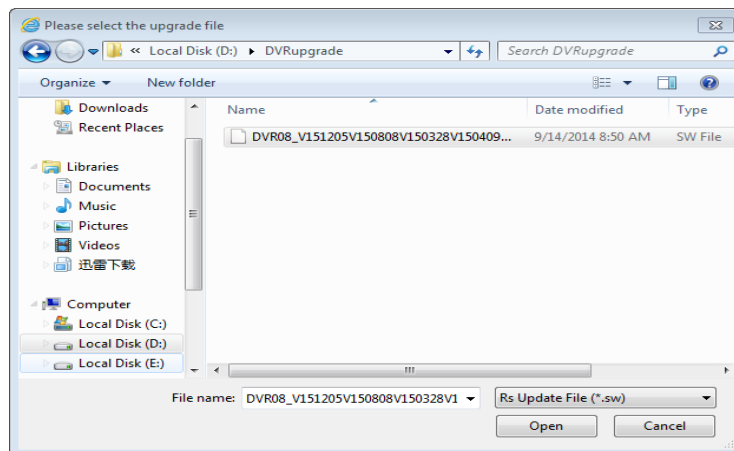 Please select the upgrade file
« Local Disk (D:) ▸ DVRupgrade
Search DVRupgrade
Organize
New folder
Name
Date modified
Type
DVR08_V151205V150808V150328V150409...
9/14/2014 8:50 AM
SW File
Downloads
Recent Places
Libraries
Documents
Music
Pictures
Videos
迅雷下载
Computer
Local Disk (C:)
Local Disk (D:)
Local Disk (E:)
File name:
DVR08_V151205V150808V150328V1
Rs Update File (*.sw)
Open
Cancel